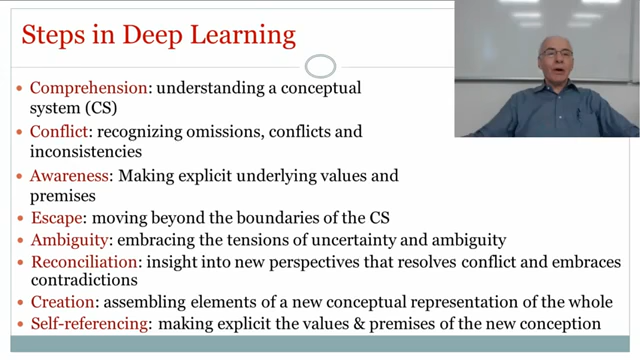 Steps in Deep Learning
Comprehension: understanding a conceptual
system (CS)
Conflict: recognizing omissions, conflicts and
inconsistencies
Awareness: Making explicit underlying values and
premises
Escape: moving beyond the boundaries of the CS
Ambiguity: embracing the tensions of uncertainty and ambiguity
Reconciliation: insight into new perspectives that resolves conflict and embraces
contradictions
Creation: assembling elements of a new conceptual representation of the whole
Self-referencing: making explicit the values & premises of the new conception